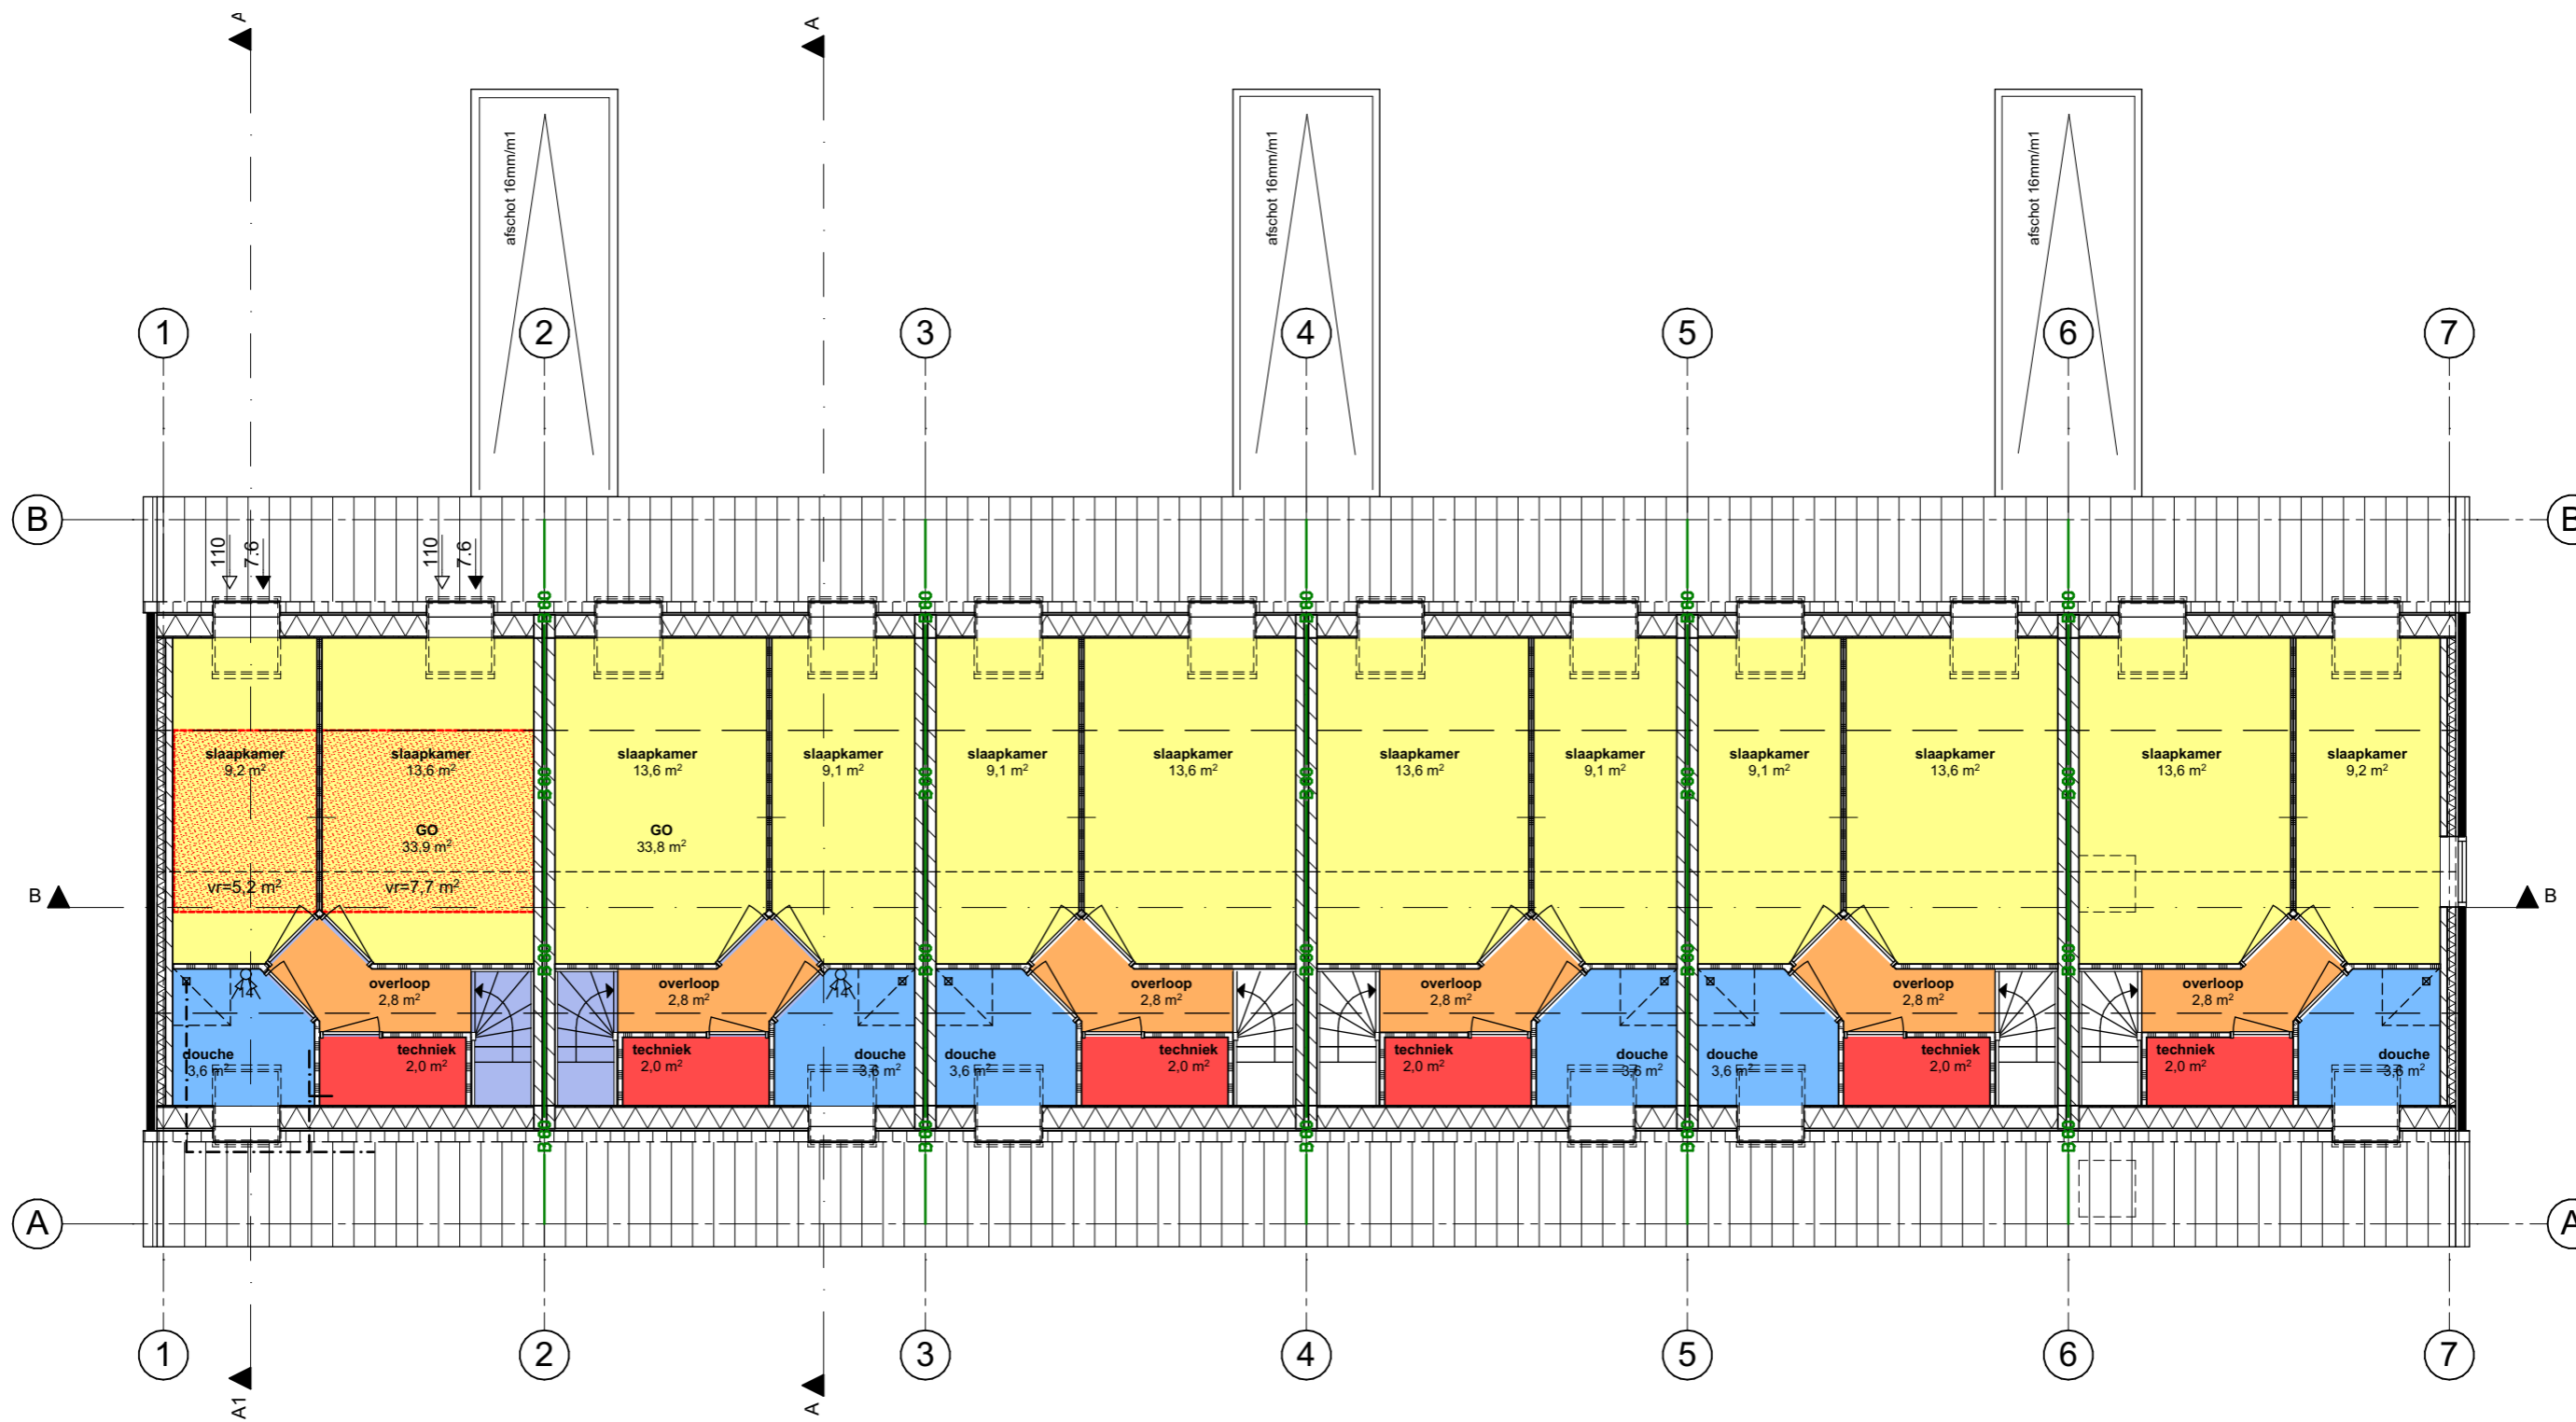 A
A
afschot 16mm/m1
afschot 16mm/m1
afschot 16mm/m1
1
2
3
4
5
6
7
B
B
110
7.6
110
7.6
slaapkamer
9,2 m²
slaapkamer
13,6 m²
slaapkamer
13,6 m²
slaapkamer
9,1 m²
slaapkamer
9,1 m²
slaapkamer
13,6 m²
slaapkamer
13,6 m²
slaapkamer
9,1 m²
slaapkamer
9,1 m²
slaapkamer
13,6 m²
slaapkamer
13,6 m²
slaapkamer
9,2 m²
GO
33,9 m²
GO
33,8 m²
vr=5,2 m²
vr=7,7 m²
B
B
overloop
2,8 m²
overloop
2,8 m²
overloop
2,8 m²
overloop
2,8 m²
overloop
2,8 m²
overloop
2,8 m²
14
14
douche
3,6 m²
techniek
2,0 m²
techniek
2,0 m²
douche
3,6 m²
douche
3,6 m²
techniek
2,0 m²
techniek
2,0 m²
douche
3,6 m²
douche
3,6 m²
techniek
2,0 m²
techniek
2,0 m²
douche
3,6 m²
A
A
1
2
3
4
5
6
7
A1
A